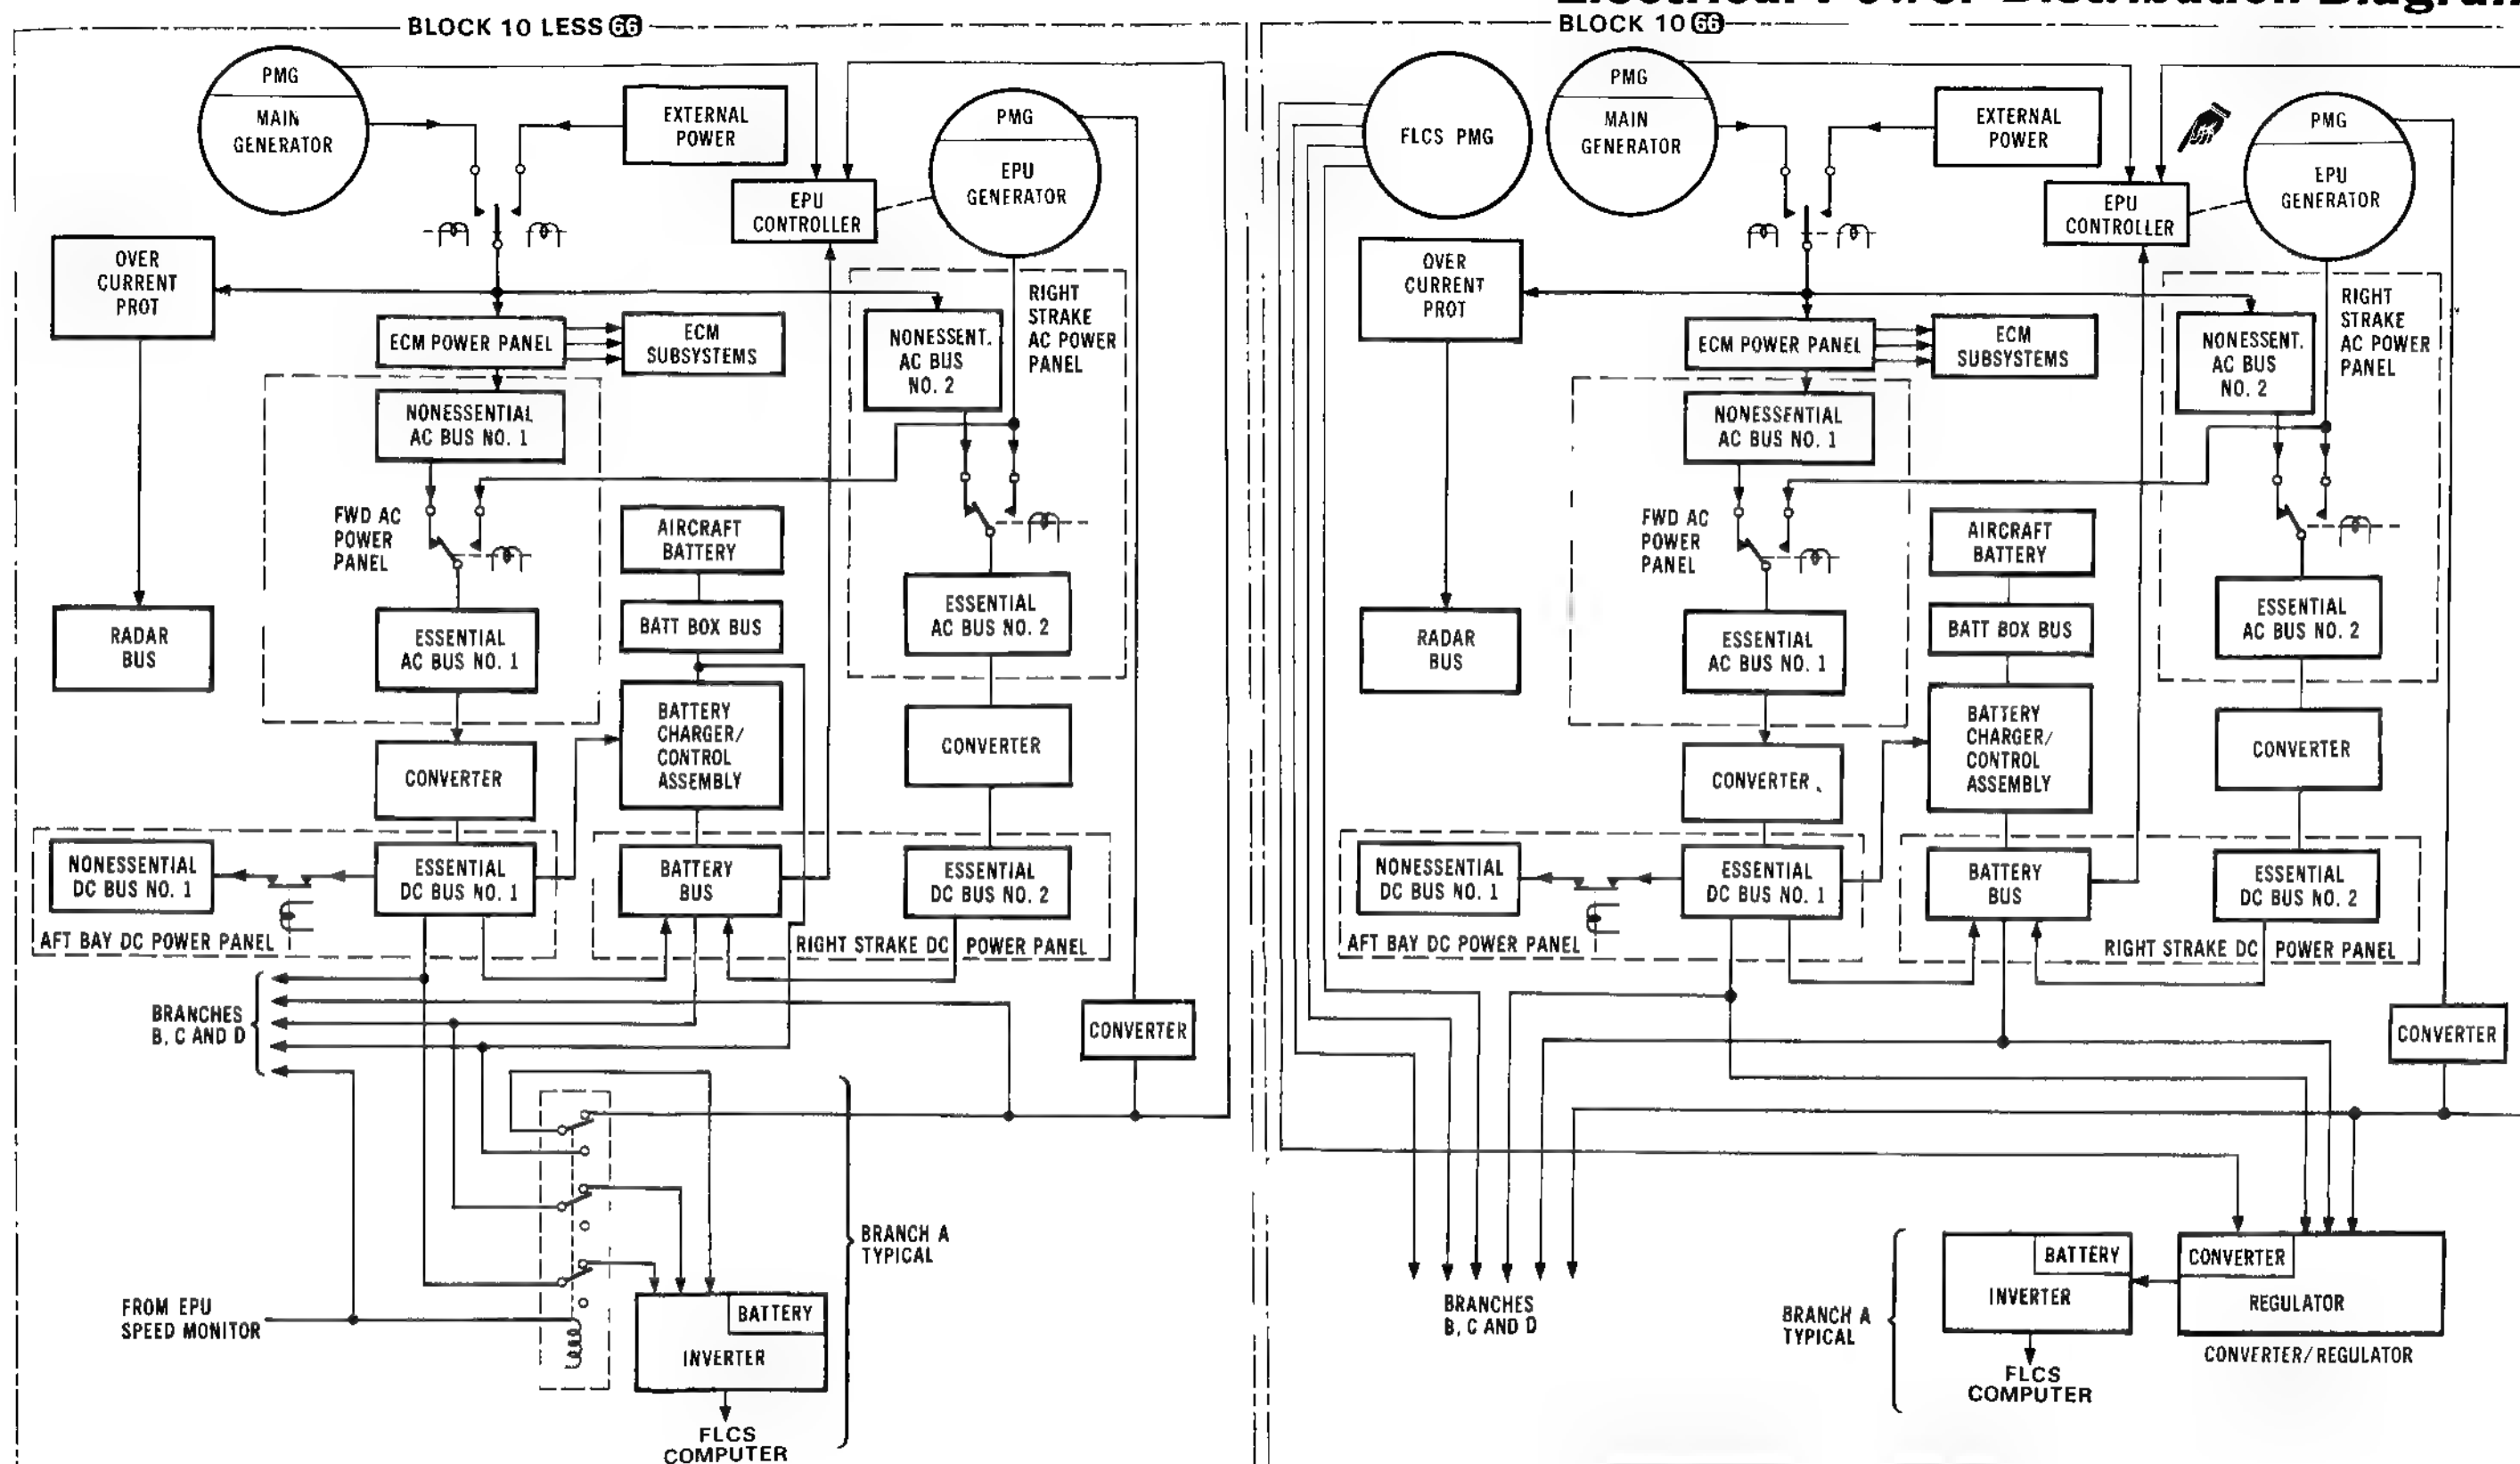 Electrical Power Distribution Diagram
BLOCK 10 LESS 66
PMG
MAIN
GENERATOR
EXTERNAL
POWER
PMG
EPU
GENERATOR
EPU
CONTROLLER
OVER
CURRENT
PROT
ECM POWER PANEL
ECM
SUBSYSTEMS
NONESSENT.
AC BUS
NO. 2
RIGHT
STRAKE
AC POWER
PANEL
NONESSENTIAL
AC BUS NO. 1
FWD AC
POWER
PANEL
AIRCRAFT
BATTERY
BATT BOX BUS
ESSENTIAL
AC BUS NO. 2
RADAR
BUS
ESSENTIAL
AC BUS NO. 1
BATTERY
CHARGER/
CONTROL
ASSEMBLY
CONVERTER
CONVERTER
NONESSENTIAL
DC BUS NO. 1
ESSENTIAL
DC BUS NO. 1
BATTERY
BUS
ESSENTIAL
DC BUS NO. 2
AFT BAY DC POWER PANEL
RIGHT STRAKE DC POWER PANEL
BRANCHES
B, C AND D
CONVERTER
BRANCH A
TYPICAL
FROM EPU
SPEED MONITOR
BATTERY
INVERTER
FLCS
COMPUTER
BLOCK 10 66
FLCS PMG
PMG
MAIN
GENERATOR
EXTERNAL
POWER
PMG
EPU
GENERATOR
EPU
CONTROLLER
OVER
CURRENT
PROT
ECM POWER PANEL
ECM
SUBSYSTEMS
NONESSENT.
AC BUS
NO. 2
RIGHT
STRAKE
AC POWER
PANEL
NONESSENTIAL
AC BUS NO. 1
FWD AC
POWER
PANEL
AIRCRAFT
BATTERY
BATT BOX BUS
ESSENTIAL
AC BUS NO. 2
RADAR
BUS
ESSENTIAL
AC BUS NO. 1
BATTERY
CHARGER/
CONTROL
ASSEMBLY
CONVERTER
CONVERTER
NONESSENTIAL
DC BUS NO. 1
ESSENTIAL
DC BUS NO. 1
BATTERY
BUS
ESSENTIAL
DC BUS NO. 2
AFT BAY DC POWER PANEL
RIGHT STRAKE DC POWER PANEL
CONVERTER
BRANCHES
B, C AND D
BRANCH A
TYPICAL
BATTERY
INVERTER
CONVERTER
REGULATOR
CONVERTER/REGULATOR
FLCS
COMPUTER